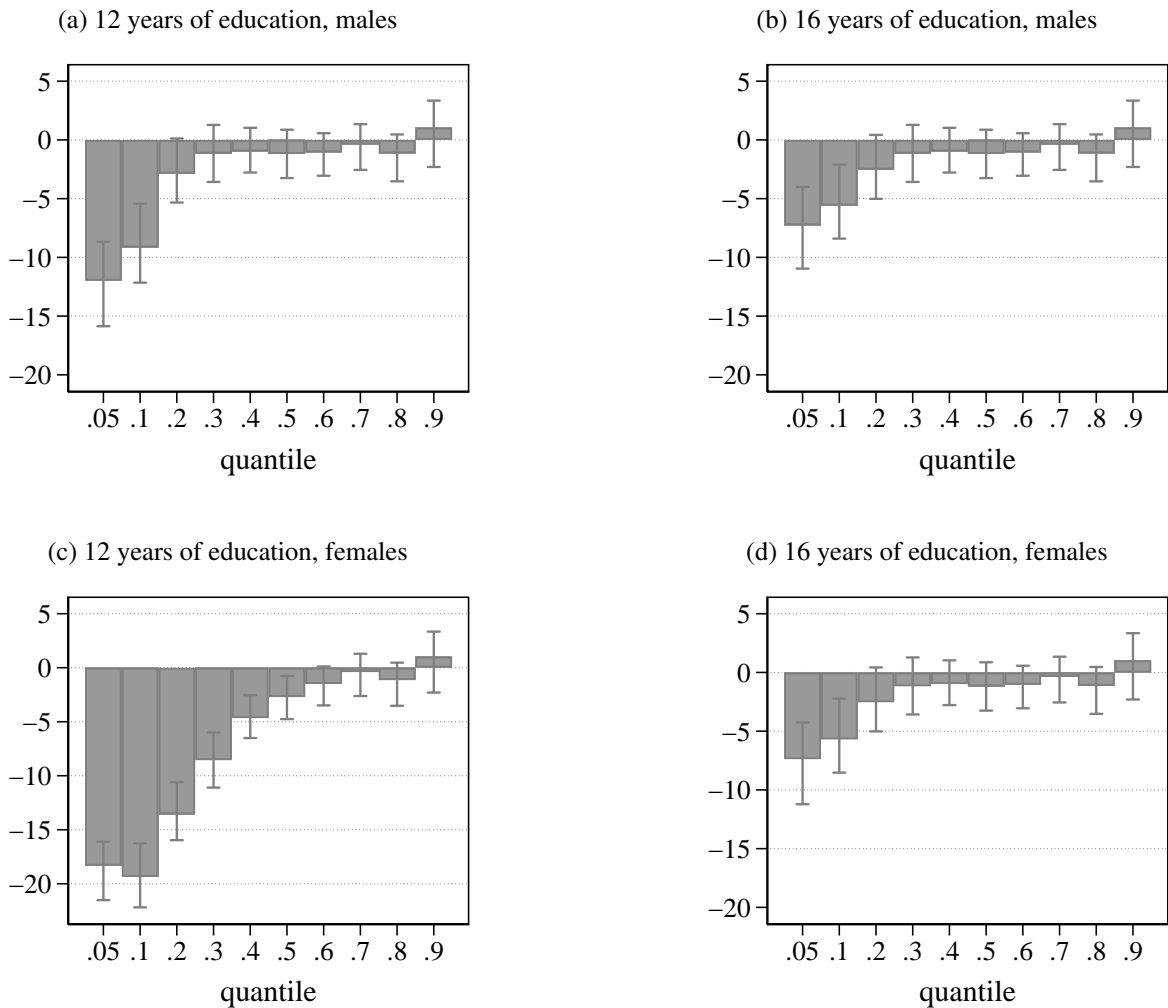 (a) 12 years of education, males
5
0
−5
−10
−15
−20
.05 .1 .2 .3 .4 .5 .6 .7 .8 .9
quantile
(b) 16 years of education, males
5
0
−5
−10
−15
−20
.05 .1 .2 .3 .4 .5 .6 .7 .8 .9
quantile
(c) 12 years of education, females
5
0
−5
−10
−15
−20
.05 .1 .2 .3 .4 .5 .6 .7 .8 .9
quantile
(d) 16 years of education, females
5
0
−5
−10
−15
−20
.05 .1 .2 .3 .4 .5 .6 .7 .8 .9
quantile